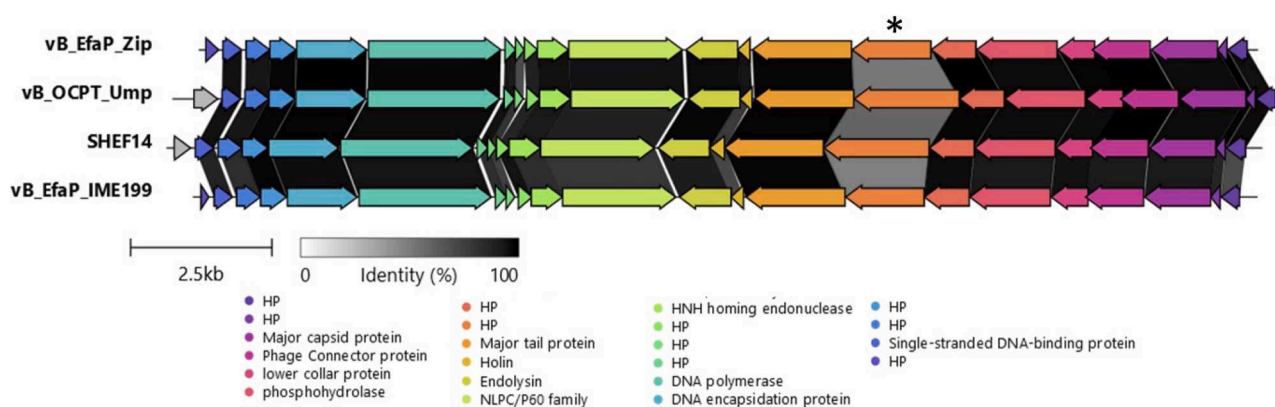 *
vB_EfaP_Zip
vB_OCPT_Ump
SHEF14
vB_EfaP_IME199
2.5kb
0 Identity (%) 100
HP
HP
Major capsid protein
Phage Connector protein
lower collar protein
phosphohydrolase
HP
HP
Major tail protein
Holin
Endolysin
NLPC/P60 family
HNH homing endonuclease
HP
HP
HP
DNA polymerase
DNA encapsidation protein
HP
HP
Single-stranded DNA-binding protein
HP